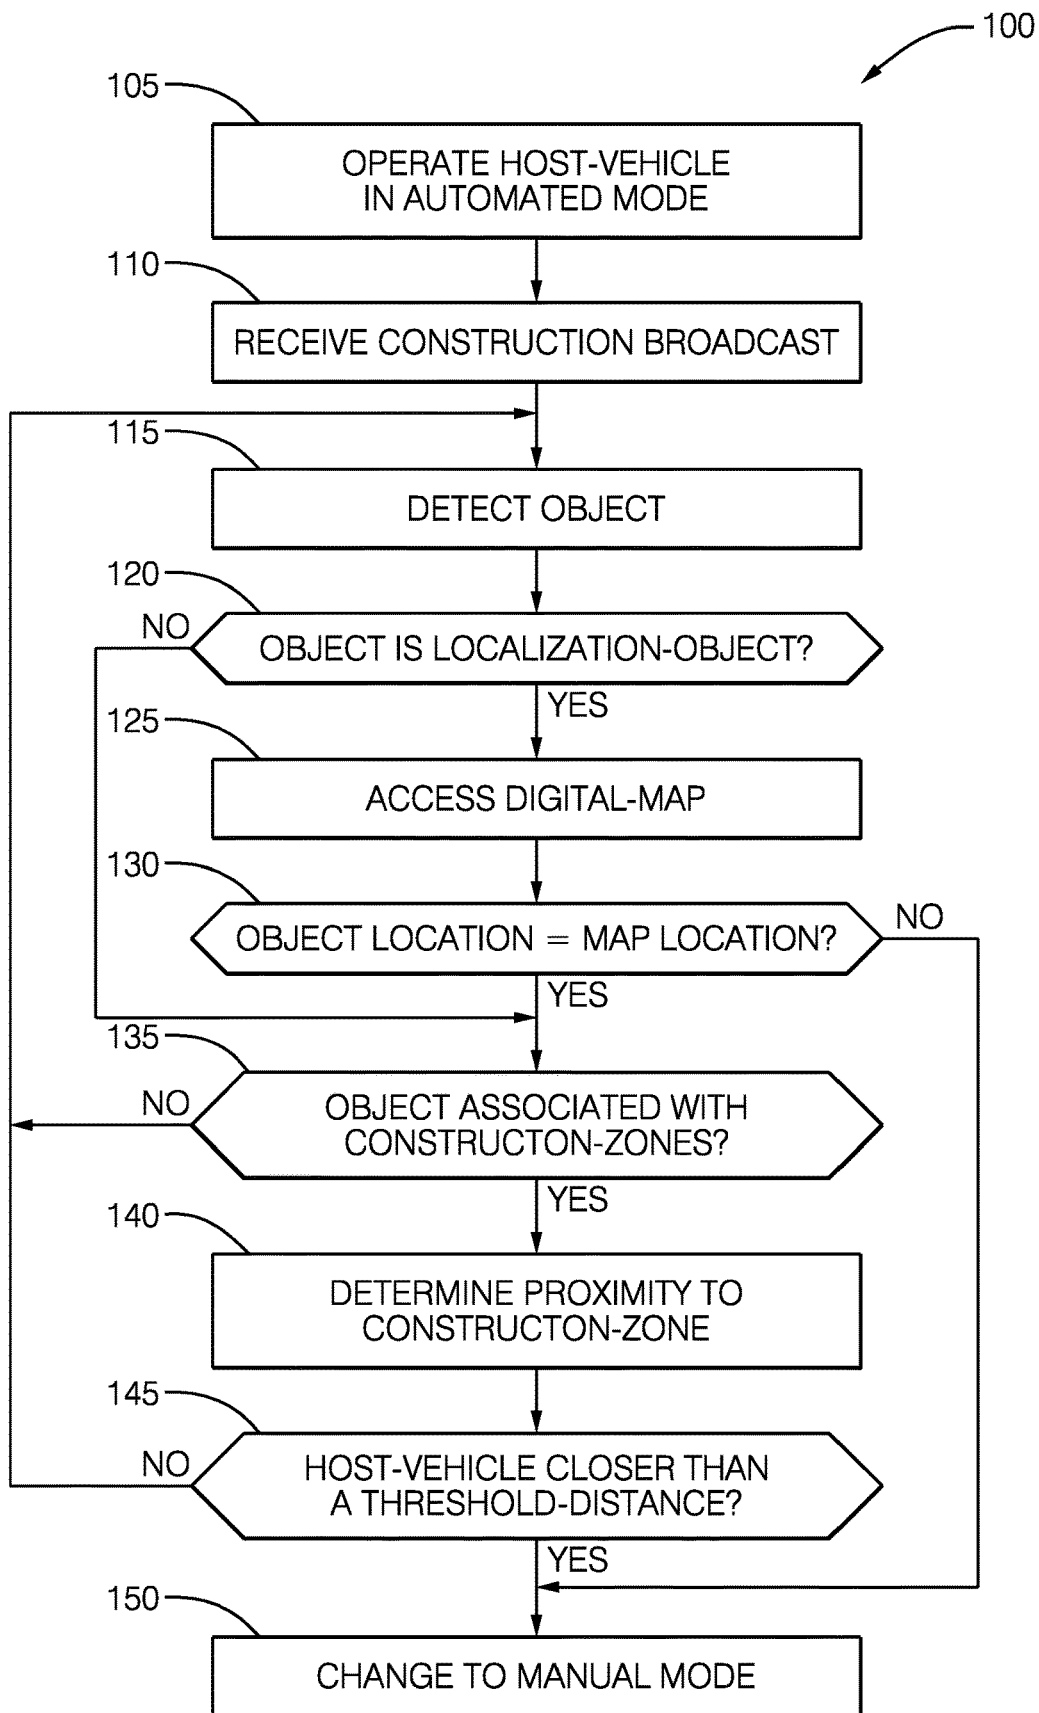 100
105
OPERATE HOST-VEHICLE
IN AUTOMATED MODE
110
RECEIVE CONSTRUCTION BROADCAST
115
DETECT OBJECT
120
NO
OBJECT IS LOCALIZATION-OBJECT?
YES
125
ACCESS DIGITAL-MAP
130
NO
OBJECT LOCATION = MAP LOCATION?
YES
135
NO
OBJECT ASSOCIATED WITH
CONSTRUCTON-ZONES?
YES
140
DETERMINE PROXIMITY TO
CONSTRUCTON-ZONE
145
NO
HOST-VEHICLE CLOSER THAN
A THRESHOLD-DISTANCE?
YES
150
CHANGE TO MANUAL MODE